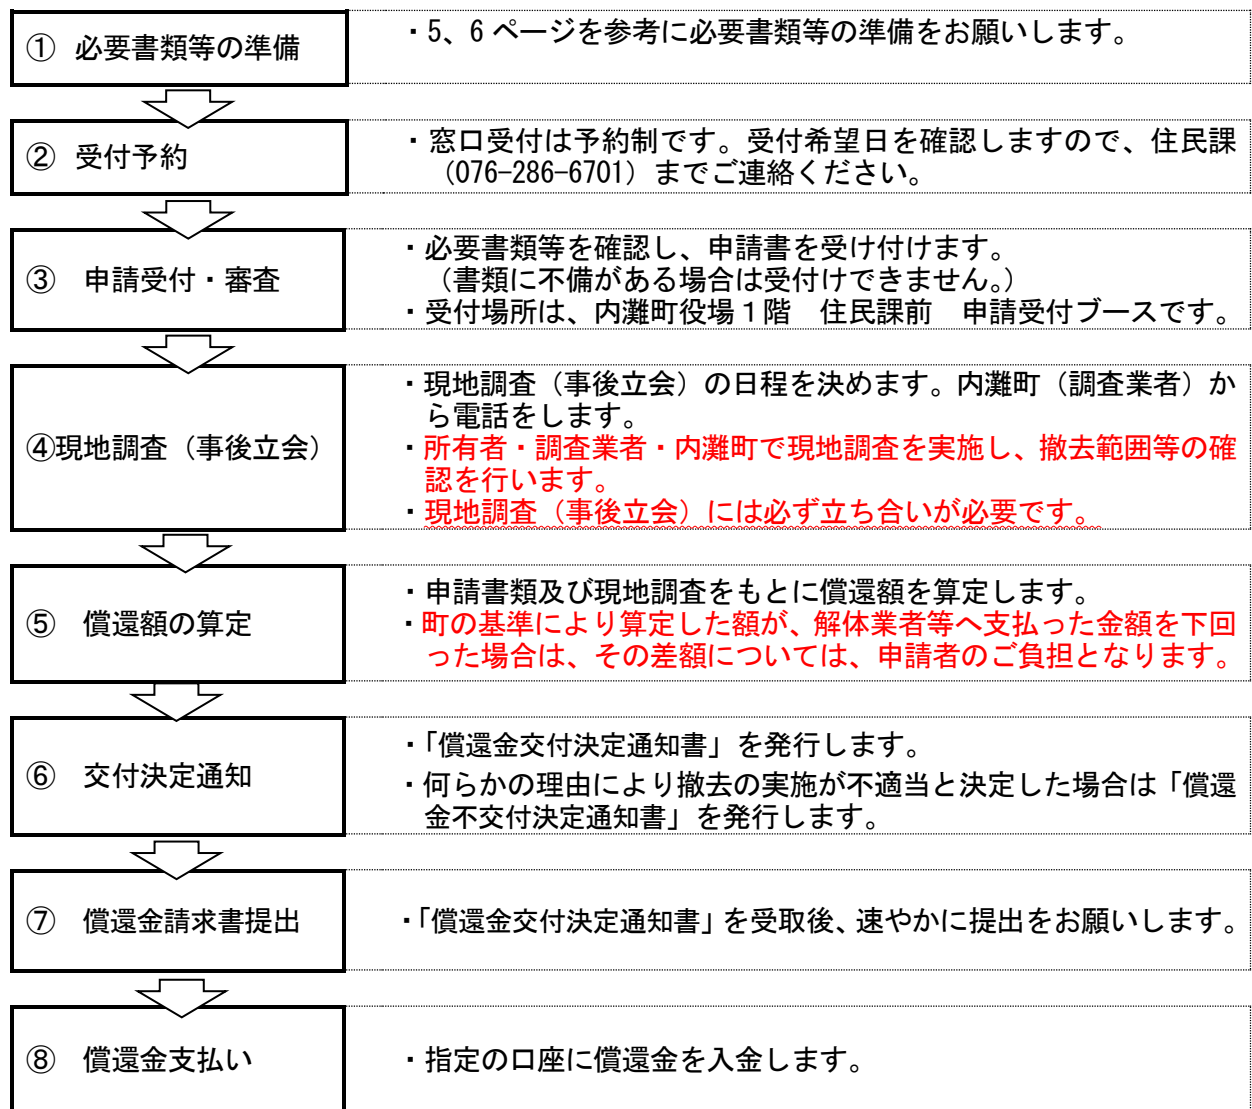 ① 必要書類等の準備
・5、6 ページを参考に必要書類等の準備をお願いします。
② 受付予約
・窓口受付は予約制です。受付希望日を確認しますので、住民課
（076-286-6701）までご連絡ください。
③ 申請受付・審査
・必要書類等を確認し、申請書を受け付けます。
（書類に不備がある場合は受付けできません。）
・受付場所は、内灘町役場１階　住民課前　申請受付ブースです。
④現地調査（事後立会）
・現地調査（事後立会）の日程を決めます。内灘町（調査業者）か
ら電話をします。
・所有者・調査業者・内灘町で現地調査を実施し、撤去範囲等の確
認を行います。
・現地調査（事後立会）には必ず立ち合いが必要です。
⑤ 償還額の算定
・申請書類及び現地調査をもとに償還額を算定します。
・町の基準により算定した額が、解体業者等へ支払った金額を下回
った場合は、その差額については、申請者のご負担となります。
⑥ 交付決定通知
・「償還金交付決定通知書」を発行します。
・何らかの理由により撤去の実施が不適当と決定した場合は「償還
金不交付決定通知書」を発行します。
⑦ 償還金請求書提出
・「償還金交付決定通知書」を受取後、速やかに提出をお願いします。
⑧ 償還金支払い
・指定の口座に償還金を入金します。